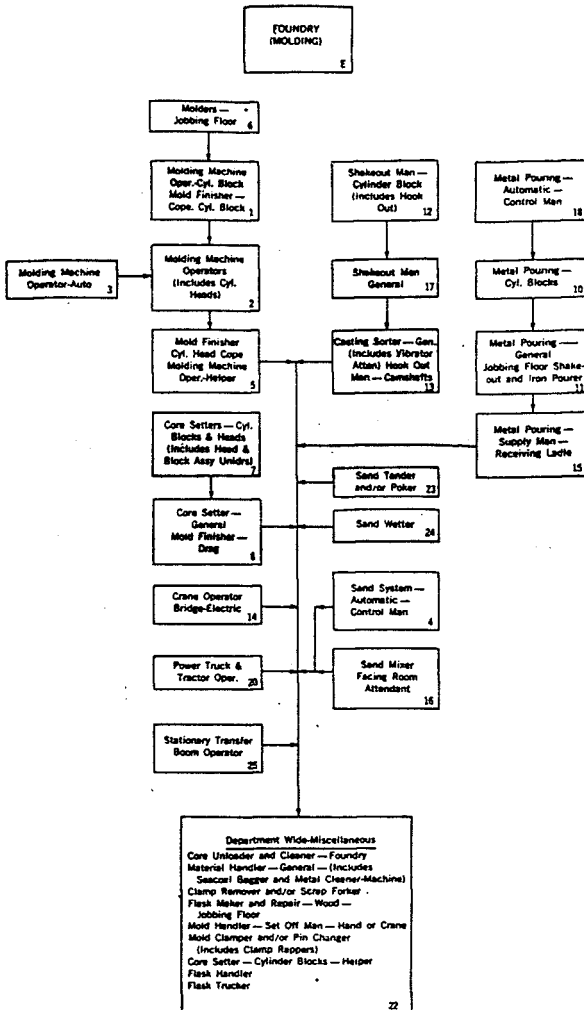 FOUNDRY
(MOLDING)
E
Molders —
Jobbing Floor
6
Molding Machine
Oper.-Cyl. Block
Mold Finisher —
Cope. Cyl. Block
1
Shakeout Man —
Cylinder Block
(Includes Hook
Out)
12
Metal Pouring —
Automatic —
Control Man
18
Molding Machine
Operator-Auto
3
Molding Machine
Operators
(Includes Cyl.
Heads)
2
Shakeout Men
General
17
Metal Pouring —
Cyl. Blocks
10
Mold Finisher
Cyl. Head Cope
Molding Machine
Oper.-Helper
5
Casting Sorter — Gen.
(Includes Vibrator
Atten) Hook Out
Man — Camshafts
13
Metal Pouring —
General
Jobbing Floor Shake-
out and Iron Pourer
11
Core Setters — Cyl.
Blocks & Heads
(Includes Head &
Block Assy Unldrs)
7
Metal Pouring —
Supply Man —
Receiving Ladle
15
Sand Tender
and/or Poker
23
Core Setter —
General
Mold Finisher —
Drag
Sand Wetter
24
Crane Operator
Bridge-Electric
14
Sand System —
Automatic —
Control Man
4
Power Truck &
Tractor Oper.
20
Sand Mixer
Facing Room
Attendant
16
Stationary Transfer
Boom Operator
Department Wide-Miscellaneous
Core Unloader and Cleaner — Foundry
Material Handler — General — (Includes
Seacoal Bagger and Metal Cleaner-Machine)
Clamp Remover and/or Scrap Forker
Flask Maker and Repair — Wood —
Jobbing Floor
Mold Handler — Set Off Man — Hand or Crane
Mold Clamper and/or Pin Changer
(Includes Clamp Rappers)
Core Setter — Cylinder Blocks — Helper
Flask Handler
Flask Trucker
22